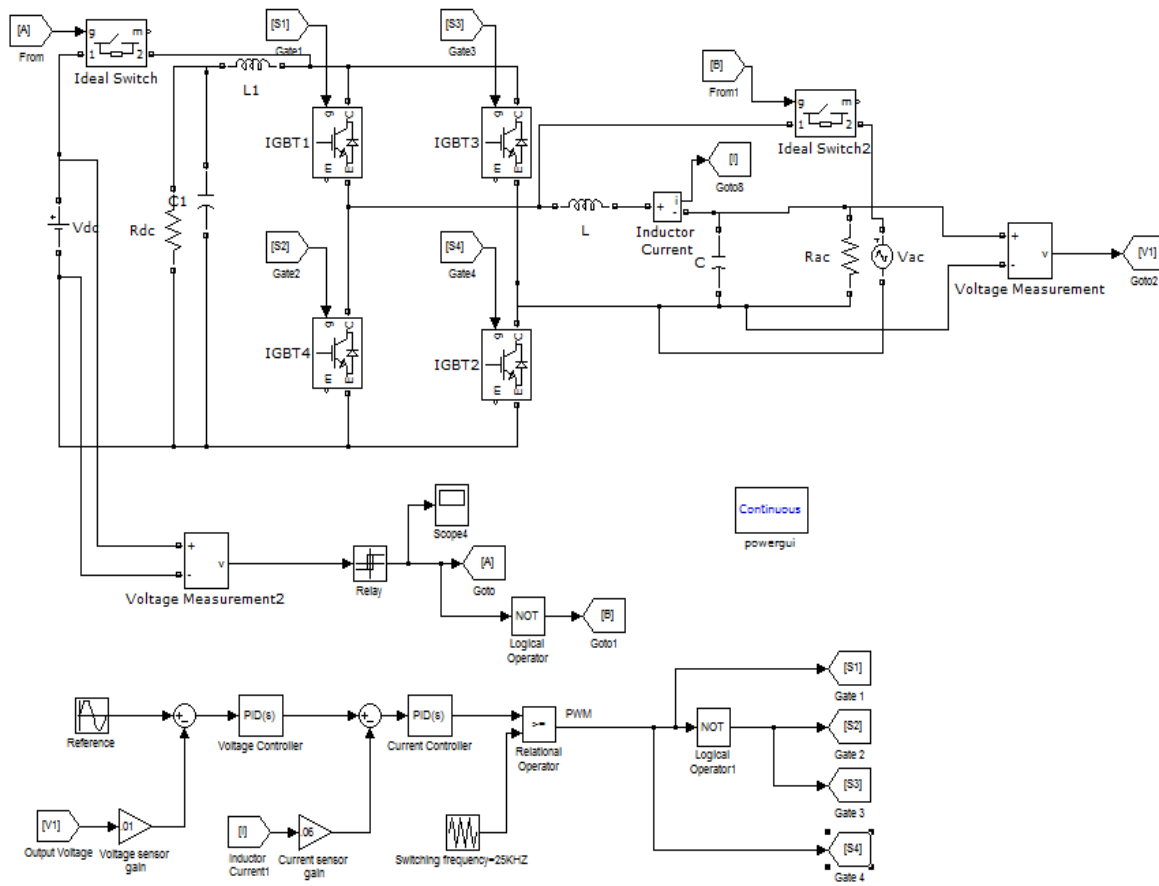 [A]
From
g
m
1
2
Ideal Switch
[S1]
Gate1
[S3]
Gate3
L1
g
C
E
m
IGBT1
g
C
E
m
IGBT3
[B]
From1
g
m
1
2
Ideal Switch2
[I]
Goto8
Vdc
+
Rdc
C1
L
+
i
-
Inductor
Current
C
Rac
+
Vac
+
-
v
Voltage Measurement
[V1]
Goto2
[S2]
Gate2
[S4]
Gate4
g
C
E
m
IGBT4
g
C
E
m
IGBT2
Continuous
powergui
Scope4
+
-
v
Voltage Measurement2
Relay
[A]
Goto
NOT
Logical
Operator
[B]
Goto1
Reference
+
-
PID(s)
Voltage Controller
+
-
PID(s)
Current Controller
>=
Relational
Operator
PWM
NOT
Logical
Operator1
[S1]
Gate 1
[S2]
Gate 2
[S3]
Gate 3
[S4]
Gate 4
[V1]
Output Voltage
.01
Voltage sensor
gain
[I]
Inductor
Current1
.06
Current sensor
gain
Switching frequency=25KHZ